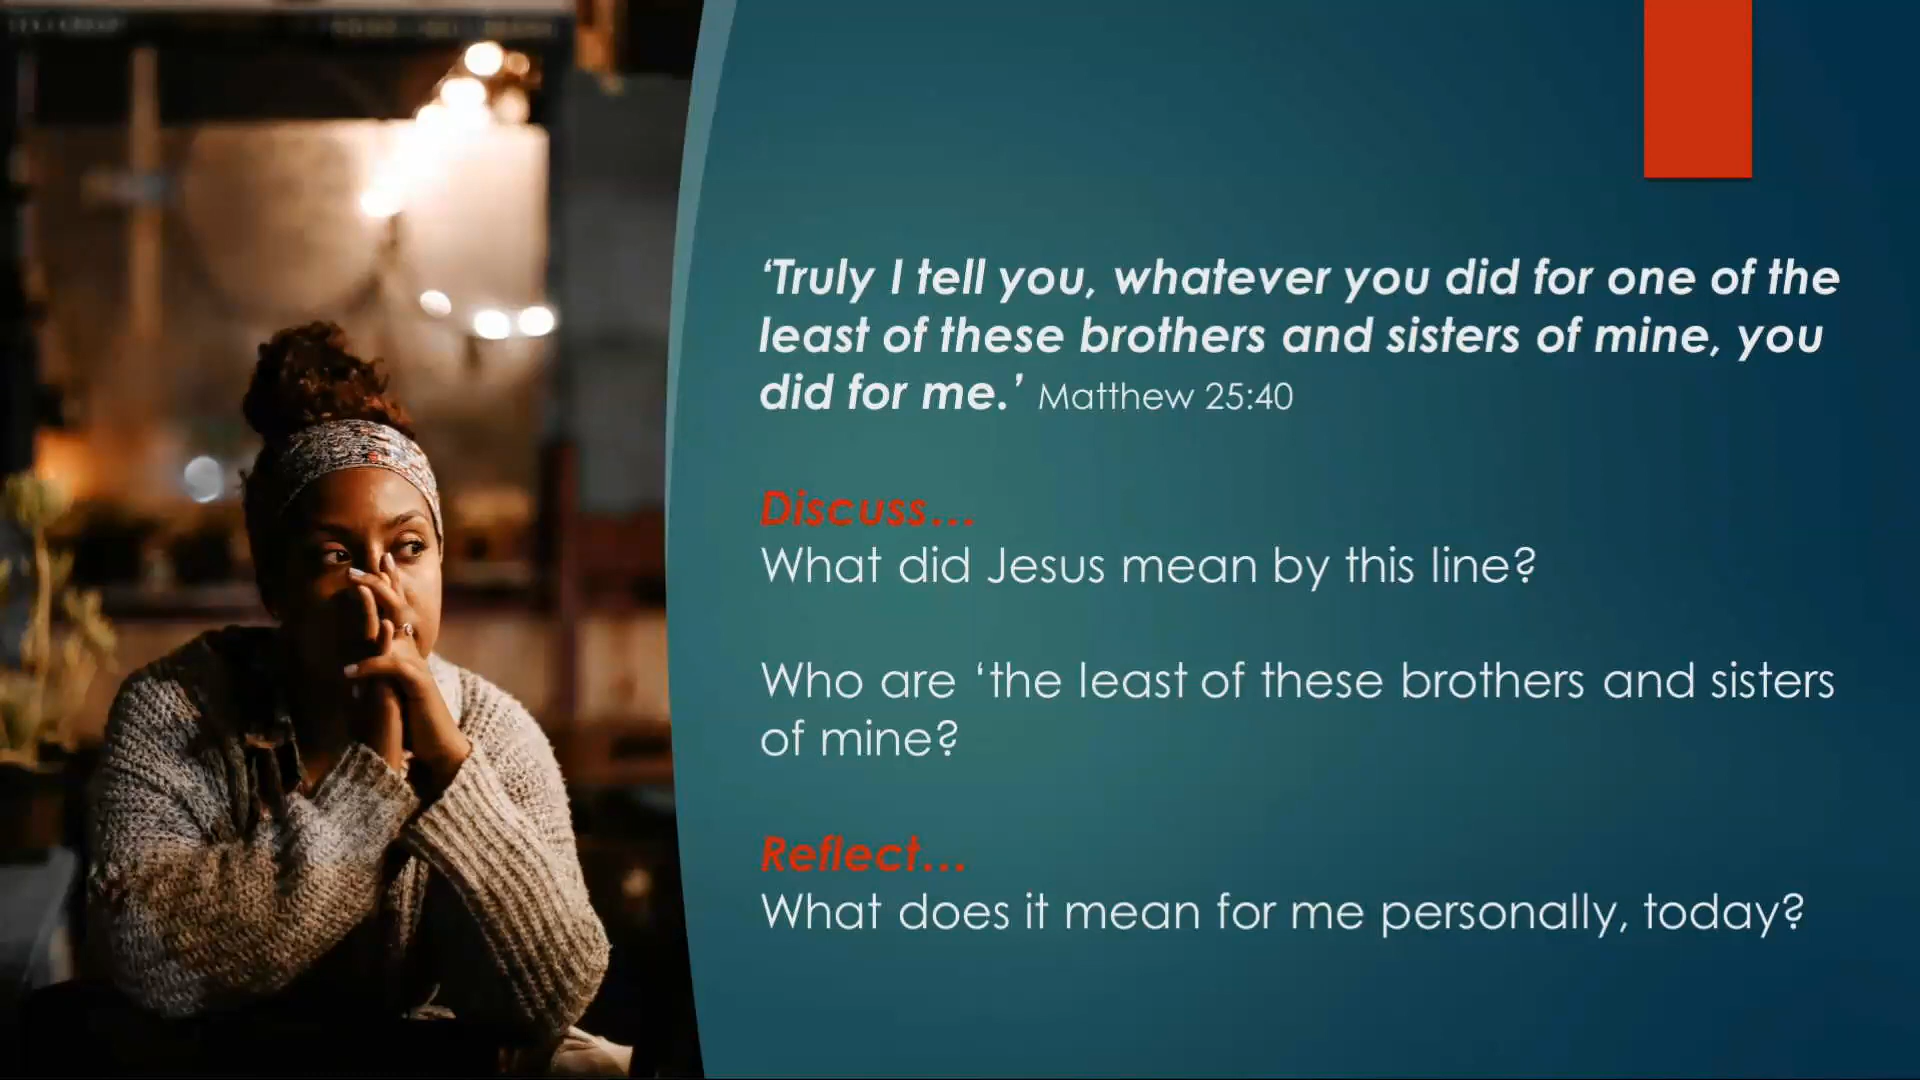 ‘Truly I tell you, whatever you did for one of the
least of these brothers and sisters of mine, you
did for me.’ Matthew 25:40
Discuss...
What did Jesus mean by this line?
Who are ‘the least of these brothers and sisters
of mine?
Reflect...
What does it mean for me personally, today?